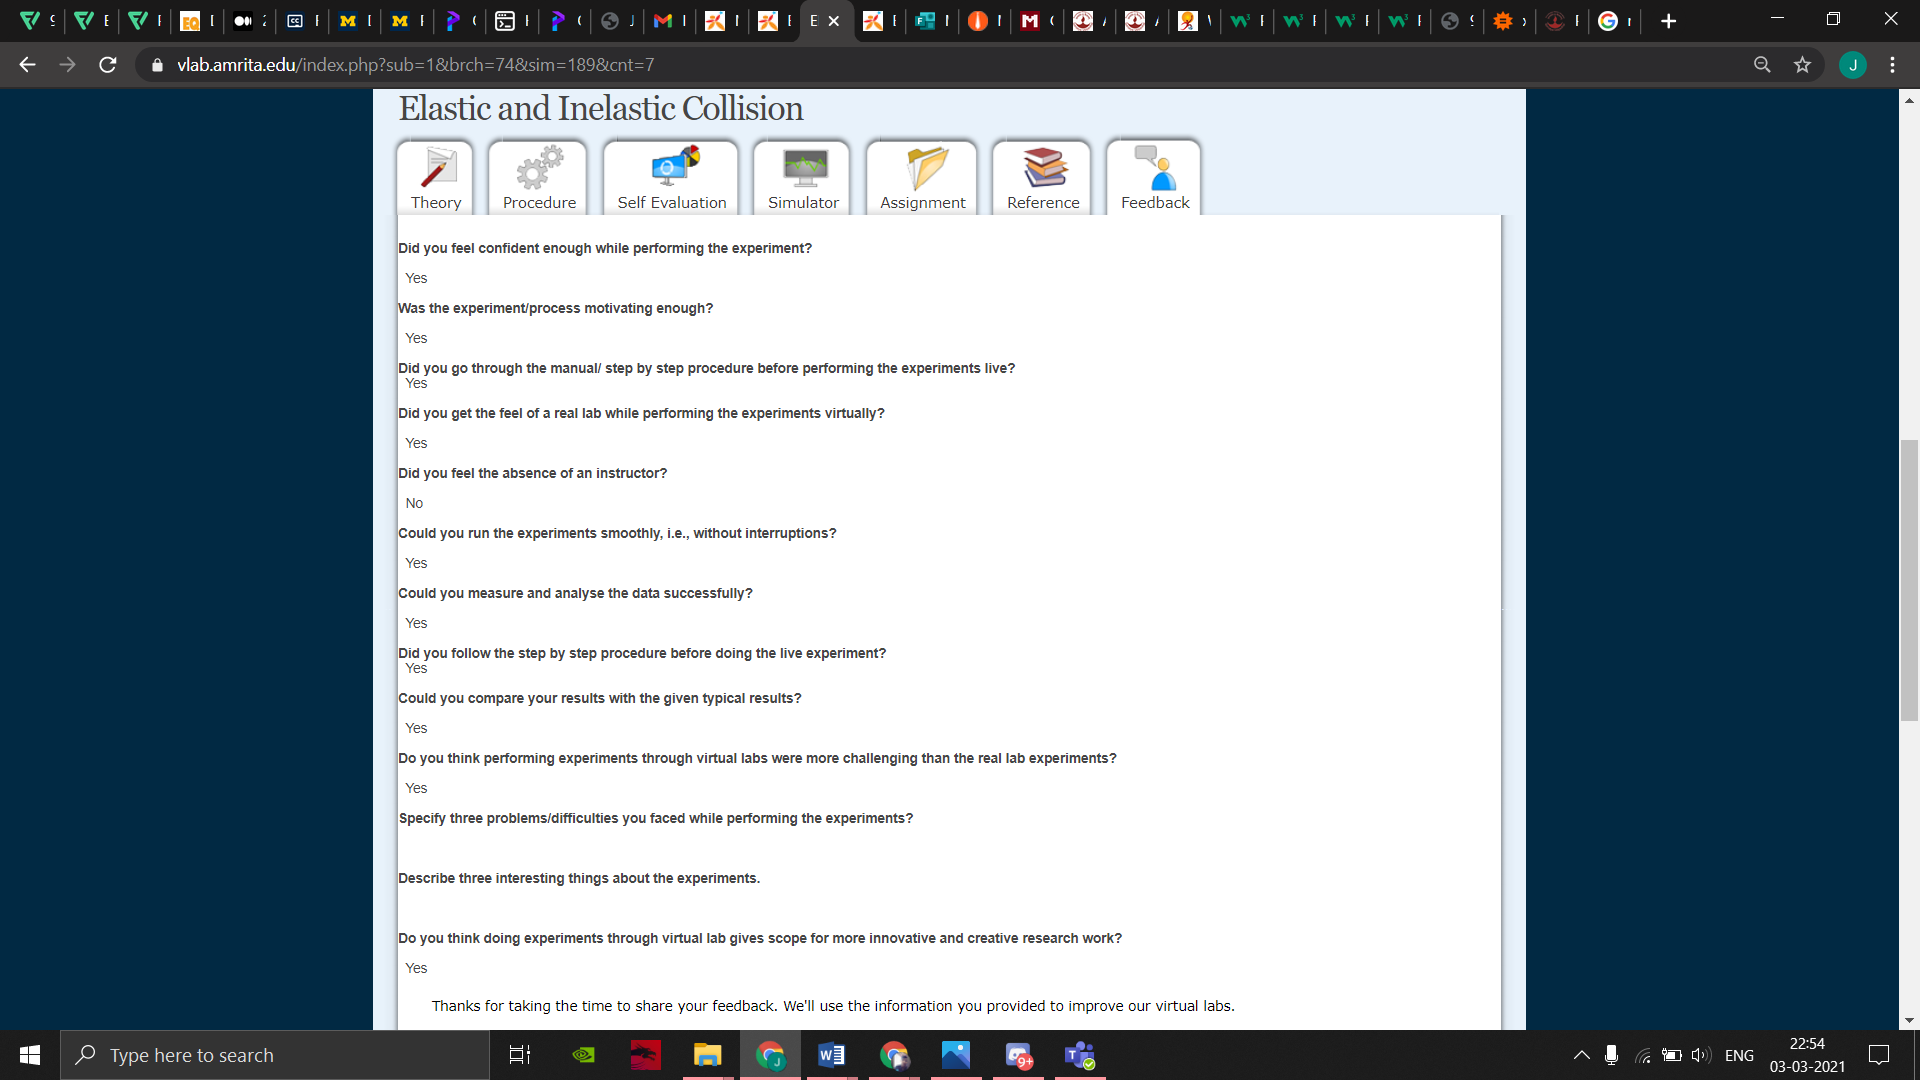 vlab.amrita.edu/index.php?sub=1&brch=74&sim=189&cnt=7
J
Elastic and Inelastic Collision
Theory
Procedure
Self Evaluation
Simulator
Assignment
Reference
Feedback
Did you feel confident enough while performing the experiment?
Yes
Was the experiment/process motivating enough?
Yes
Did you go through the manual/ step by step procedure before performing the experiments live?
Yes
Did you get the feel of a real lab while performing the experiments virtually?
Yes
Did you feel the absence of an instructor?
No
Could you run the experiments smoothly, i.e., without interruptions?
Yes
Could you measure and analyse the data successfully?
Yes
Did you follow the step by step procedure before doing the live experiment?
Yes
Could you compare your results with the given typical results?
Yes
Do you think performing experiments through virtual labs were more challenging than the real lab experiments?
Yes
Specify three problems/difficulties you faced while performing the experiments?
Describe three interesting things about the experiments.
Do you think doing experiments through virtual lab gives scope for more innovative and creative research work?
Yes
Thanks for taking the time to share your feedback. We'll use the information you provided to improve our virtual labs.
Type here to search
ENG
22:54
03-03-2021